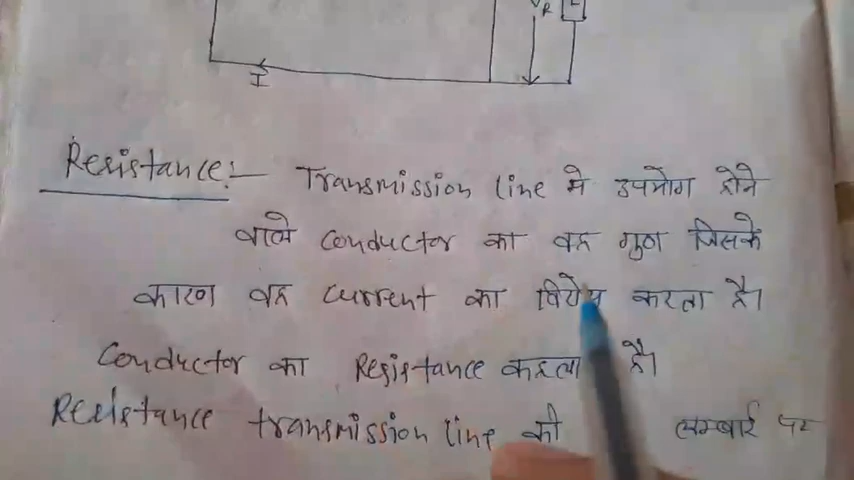 V_R
L
I
Resistance:- Transmission line मे उपयोग होने
वाले conductor का वह गुण जिसके
कारण वह current का विरोध करता है।
Conductor का Resistance कहला है।
Resistance transmission line की लम्बाई पर